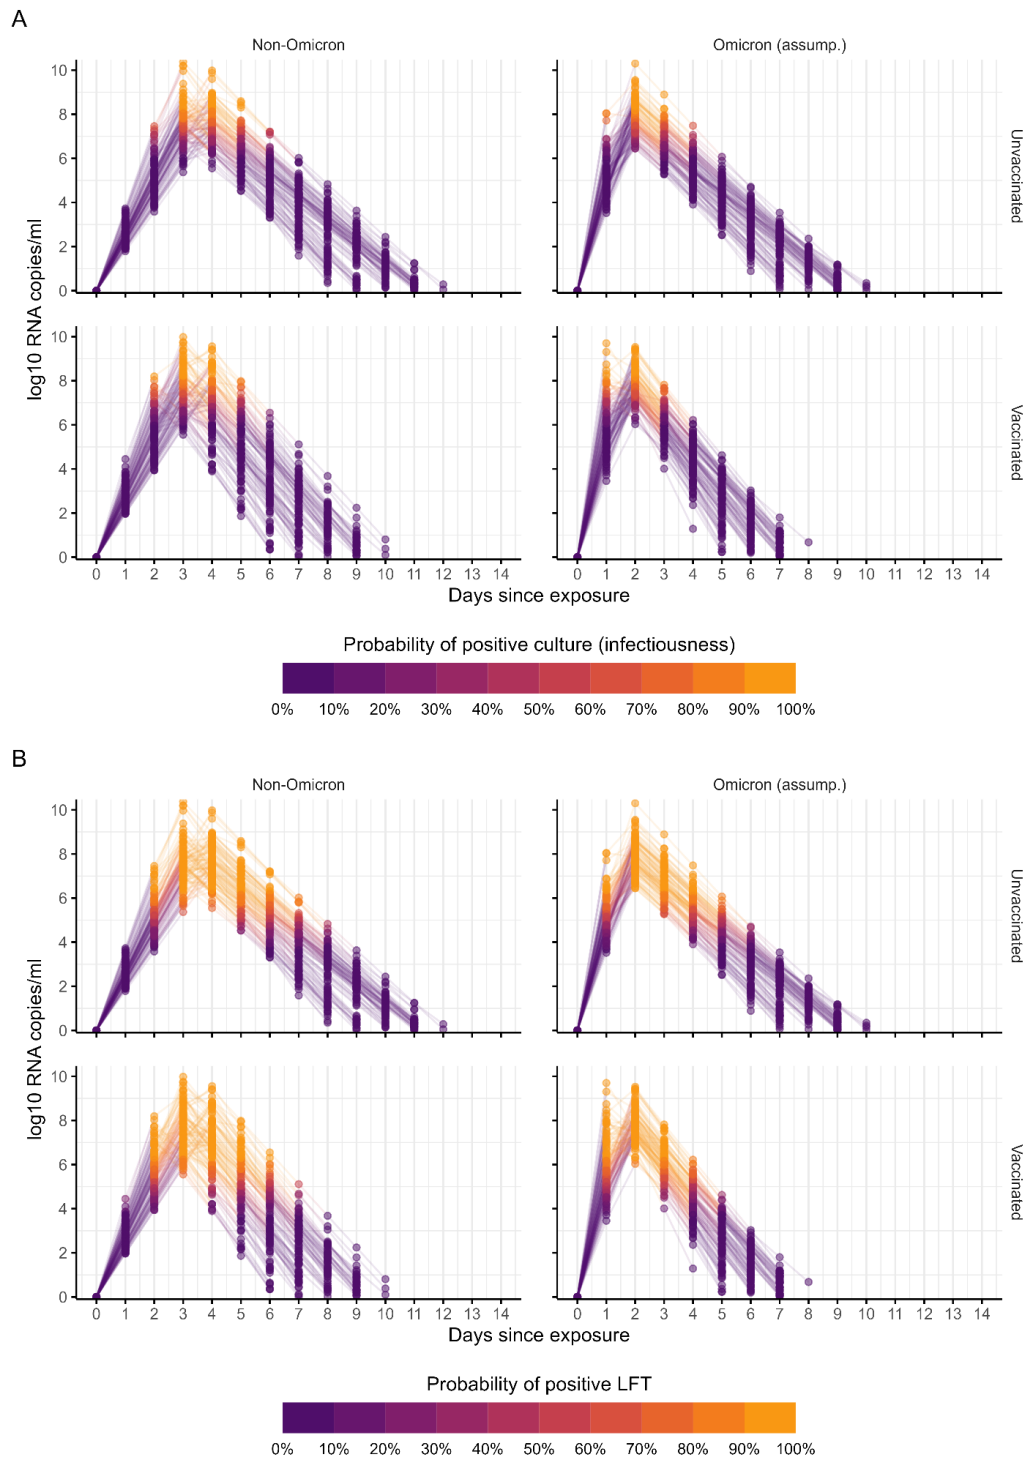 A
Non-Omicron
Omicron (assump.)
10
8
6
4
2
0
Unvaccinated
log10 RNA copies/ml
10
8
6
4
2
0
Vaccinated
0 1 2 3 4 5 6 7 8 9 10 11 12 13 14
0 1 2 3 4 5 6 7 8 9 10 11 12 13 14
Days since exposure
Probability of positive culture (infectiousness)
0% 10% 20% 30% 40% 50% 60% 70% 80% 90% 100%
B
Non-Omicron
Omicron (assump.)
10
8
6
4
2
0
Unvaccinated
log10 RNA copies/ml
10
8
6
4
2
0
Vaccinated
0 1 2 3 4 5 6 7 8 9 10 11 12 13 14
0 1 2 3 4 5 6 7 8 9 10 11 12 13 14
Days since exposure
Probability of positive LFT
0% 10% 20% 30% 40% 50% 60% 70% 80% 90% 100%